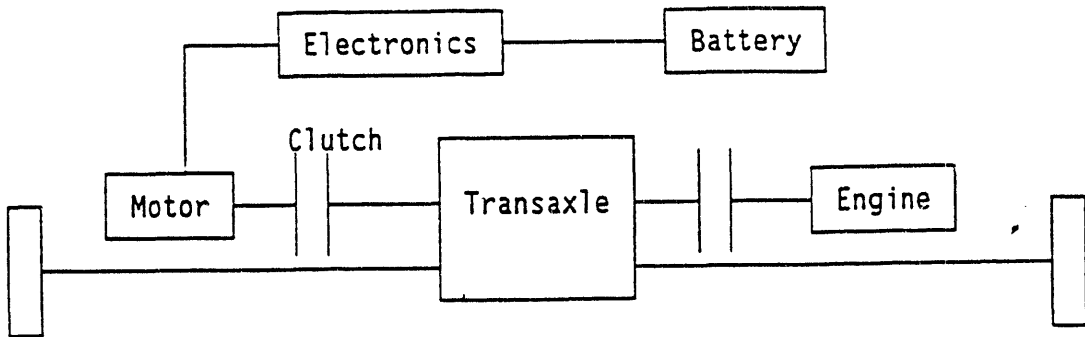 Electronics
Battery
Clutch
Motor
Transaxle
Engine